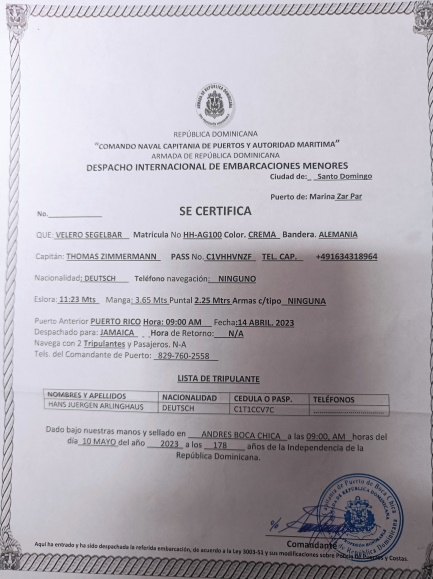 REPÚBLICA DOMINICANA
"COMANDO NAVAL CAPITANIA DE PUERTOS Y AUTORIDAD MARITIMA"
ARMADA DE REPÚBLICA DOMINICANA
DESPACHO INTERNACIONAL DE EMBARCACIONES MENORES
Ciudad de: Santo Domingo
Puerto de: Marina Zar Par
No.
SE CERTIFICA
QUE: VELERO SEGELBAR Matricula No HH-AG100 Color. CREMA Bandera. ALEMANIA
Capitán: THOMAS ZIMMERMANN PASS No. C1VHHVNZF TEL. CAP. +491634318964
Nacionalidad: DEUTSCH Teléfono navegación: NINGUNO
Eslora: 11:23 Mts Manga: 3.65 Mts Puntal 2.25 Mtrs Armas c/tipo NINGUNA
Puerto Anterior PUERTO RICO Hora: 09:00 AM Fecha:14 ABRIL. 2023
Despachado para: JAMAICA Hora de Retorno: N/A
Navega con 2 Tripulantes y Pasajeros. N-A
Tels. del Comandante de Puerto: 829-760-2558
LISTA DE TRIPULANTE
NOMBRES Y APELLIDOS NACIONALIDAD CEDULA O PASP. TELÉFONOS
HANS JUERGEN ARLINGHAUS DEUTSCH C1T1CCV7C
Dado bajo nuestras manos y sellado en ANDRES BOCA CHICA a las 09:00, AM horas del
día 10 MAYO del año 2023 a los 178 años de la Independencia de la
República Dominicana.
Comandante
Aquí ha entrado y ha sido despachada la referida embarcación, do acuerdo a la Ley 3003-51 y sus modificaciones sobre Policía de Puertos y Costas.